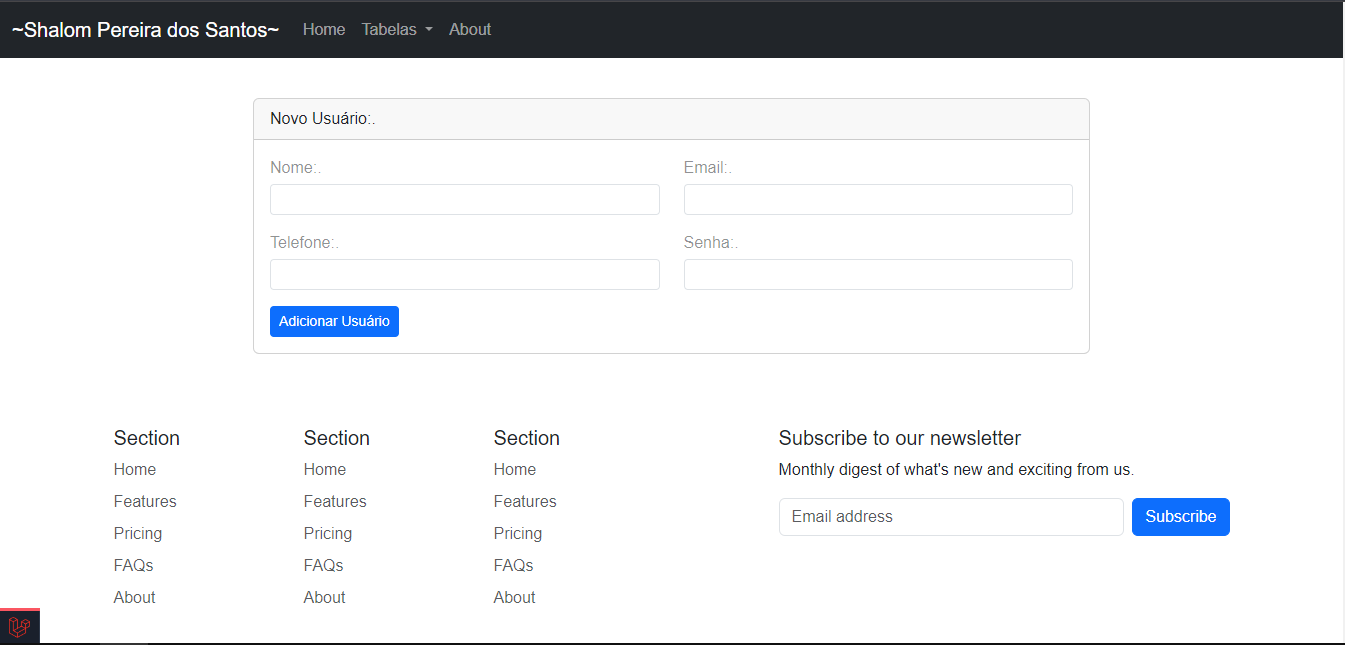 ~Shalom Pereira dos Santos~ Home Tabelas About
Novo Usuário:.
Nome:. Email:.
Telefone:. Senha:.
Adicionar Usuário
Section Section Section Subscribe to our newsletter
Home Home Home Monthly digest of what's new and exciting from us.
Features Features Features
Email address Subscribe
Pricing Pricing Pricing
FAQs FAQs FAQs
About About About